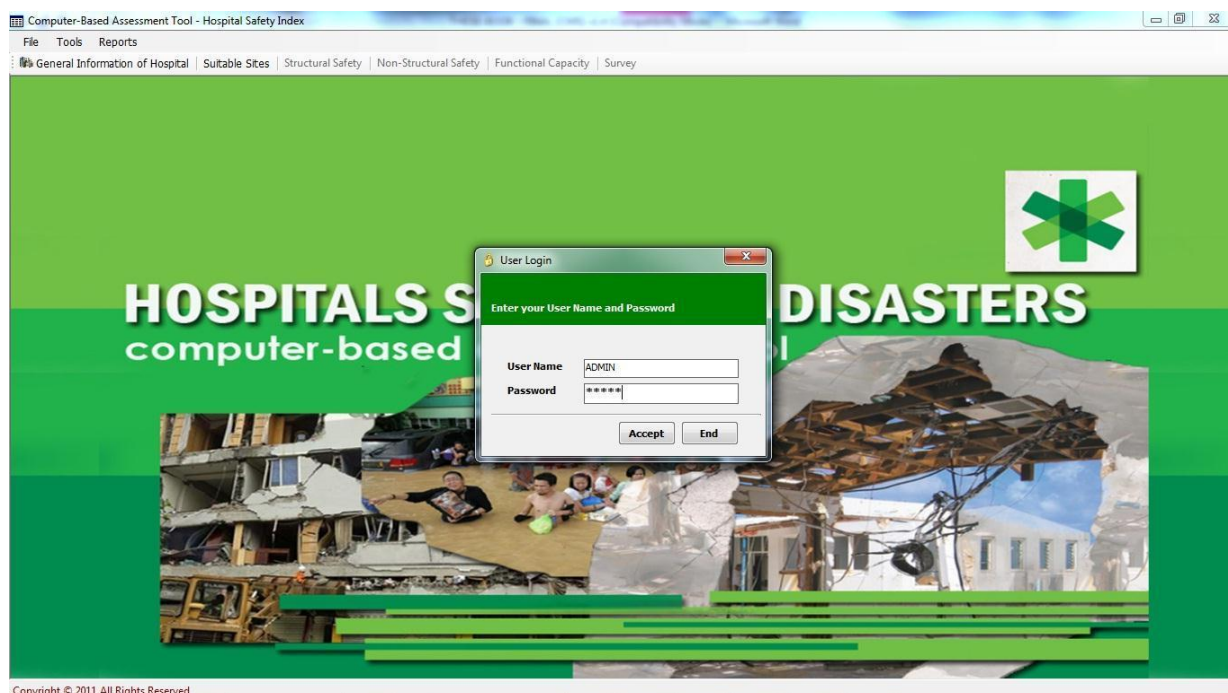 Computer-Based Assessment Tool - Hospital Safety Index
File Tools Reports
General Information of Hospital | Suitable Sites | Structural Safety | Non-Structural Safety | Functional Capacity | Survey
User Login
Enter your User Name and Password
HOSPITALS S DISASTERS
computer-based ol
User Name ADMIN
Password *****
Accept End
Copyright © 2011 All Rights Reserved